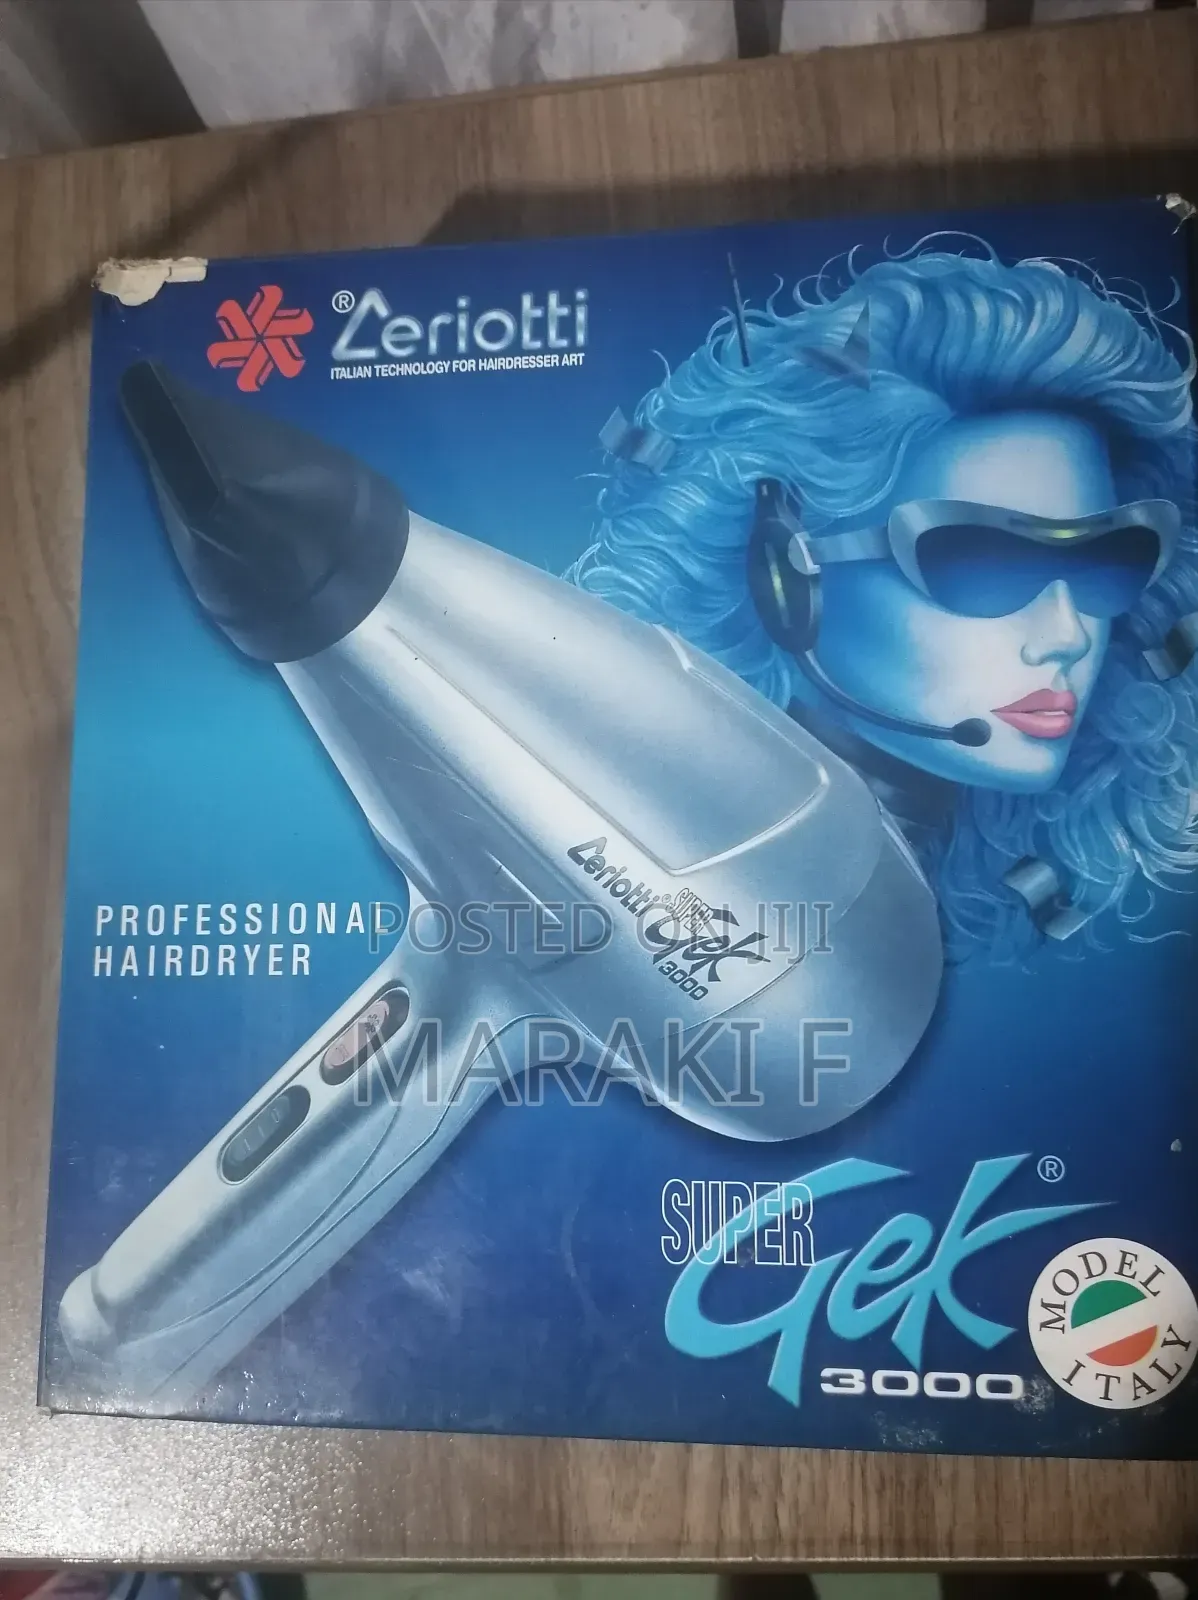 ® Ceriotti
ITALIAN TECHNOLOGY FOR HAIRDRESSER ART
Ceriotti®
SUPER
Gek
3000
PROFESSIONAL
HAIRDRYER
POSTED ON JIJI
MARAKI F
SUPER
Gek®
3000
MODEL
ITALY